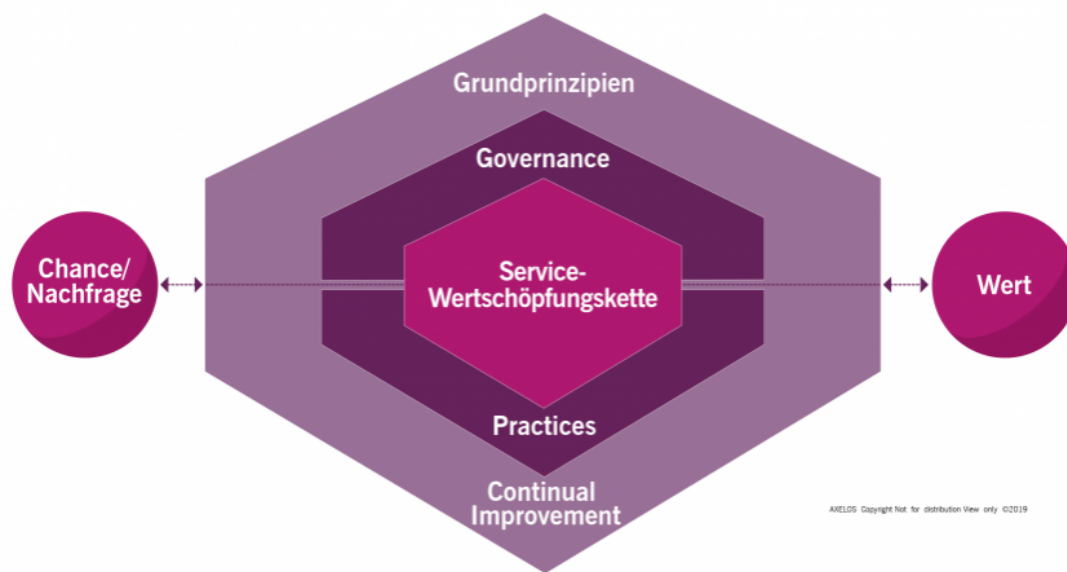 Grundprinzipien
Governance
Chance/
Nachfrage
Service-
Wertschöpfungskette
Wert
Practices
Continual
Improvement
AXELOS Copyright Not for distribution View only ©2019